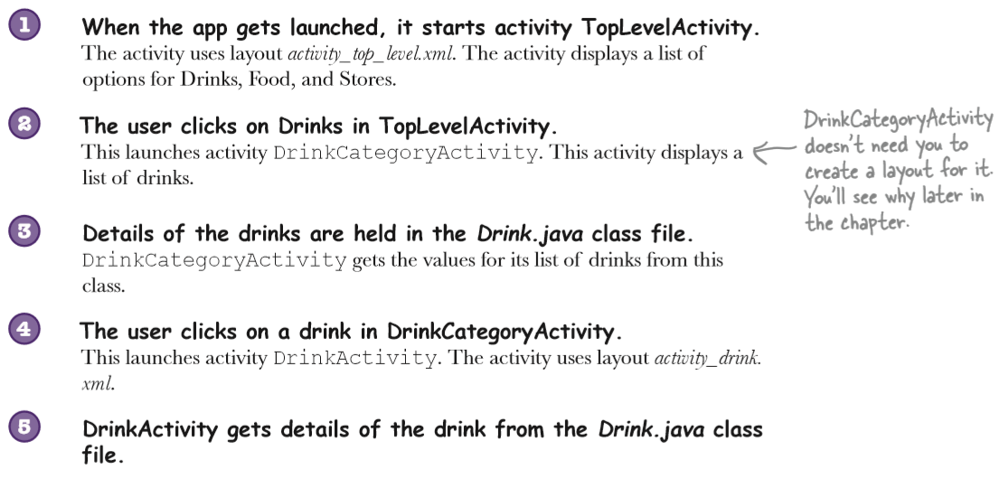 1 When the app gets launched, it starts activity TopLevelActivity.
The activity uses layout activity_top_level.xml. The activity displays a list of
options for Drinks, Food, and Stores.
2 The user clicks on Drinks in TopLevelActivity.
This launches activity DrinkCategoryActivity. This activity displays a
list of drinks.
DrinkCategoryActivity
doesn't need you to
create a layout for it.
You'll see why later in
the chapter.
3 Details of the drinks are held in the Drink.java class file.
DrinkCategoryActivity gets the values for its list of drinks from this
class.
4 The user clicks on a drink in DrinkCategoryActivity.
This launches activity DrinkActivity. The activity uses layout activity_drink.
xml.
5 DrinkActivity gets details of the drink from the Drink.java class
file.